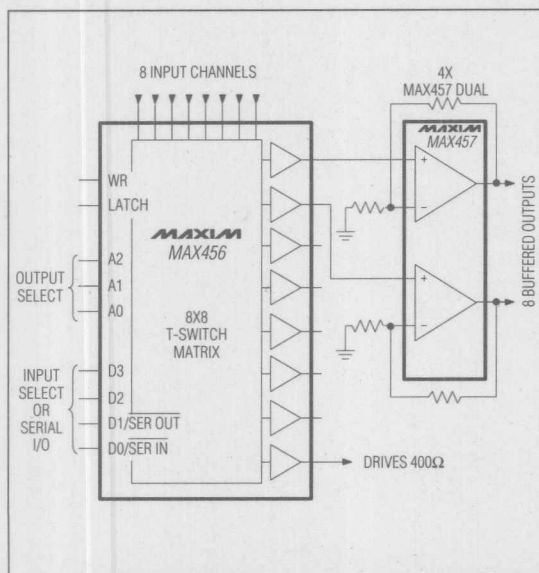 8 INPUT CHANNELS
4X
MAX457 DUAL
MAXIM
MAX457
WR
LATCH
MAXIM
MAX456
A2
OUTPUT
SELECT
A1
A0
8X8
T-SWITCH
MATRIX
D3
INPUT
SELECT
OR
SERIAL
I/O
D2
D1/SER OUT
D0/SER IN
+
−
+
−
8 BUFFERED OUTPUTS
DRIVES 400Ω